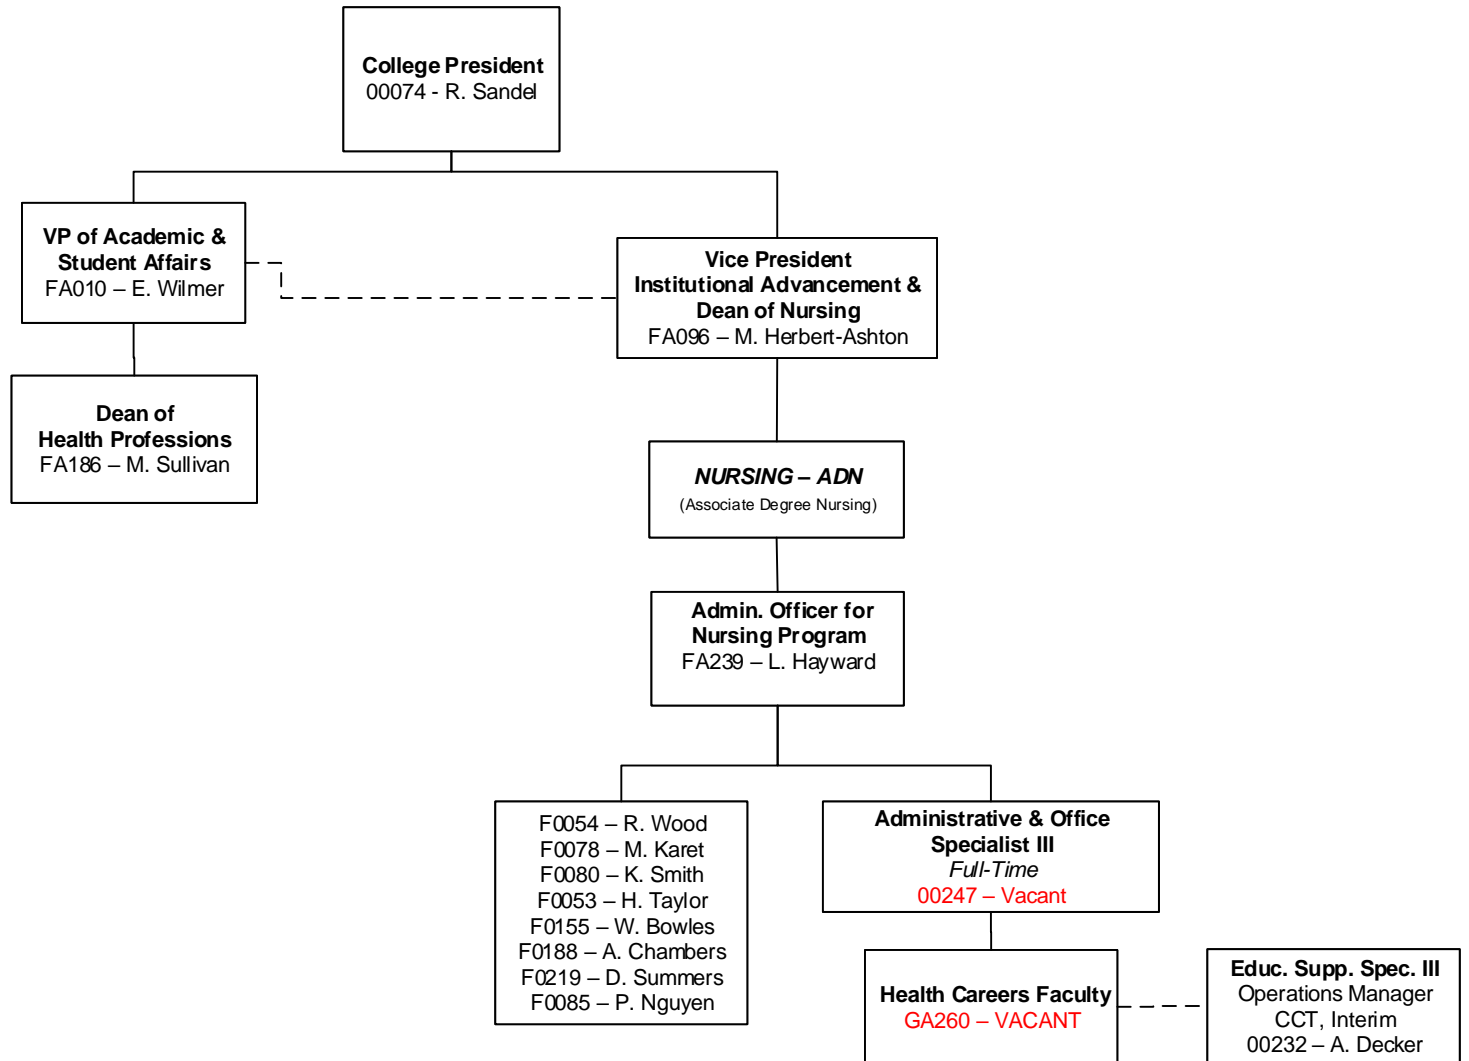 College President
00074 - R. Sandel
VP of Academic &
Student Affairs
FA010 – E. Wilmer
Vice President
Institutional Advancement &
Dean of Nursing
FA096 – M. Herbert-Ashton
Dean of
Health Professions
FA186 – M. Sullivan
NURSING – ADN
(Associate Degree Nursing)
Admin. Officer for
Nursing Program
FA239 – L. Hayward
F0054 – R. Wood
F0078 – M. Karet
F0080 – K. Smith
F0053 – H. Taylor
F0155 – W. Bowles
F0188 – A. Chambers
F0219 – D. Summers
F0085 – P. Nguyen
Administrative & Office
Specialist III
Full-Time
00247 – Vacant
Health Careers Faculty
GA260 – VACANT
Educ. Supp. Spec. III
Operations Manager
CCT, Interim
00232 – A. Decker